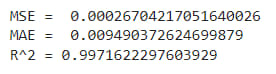 MSE = 0.00026704217051640026
MAE = 0.009490372624699879
R^2 = 0.9971622297603929